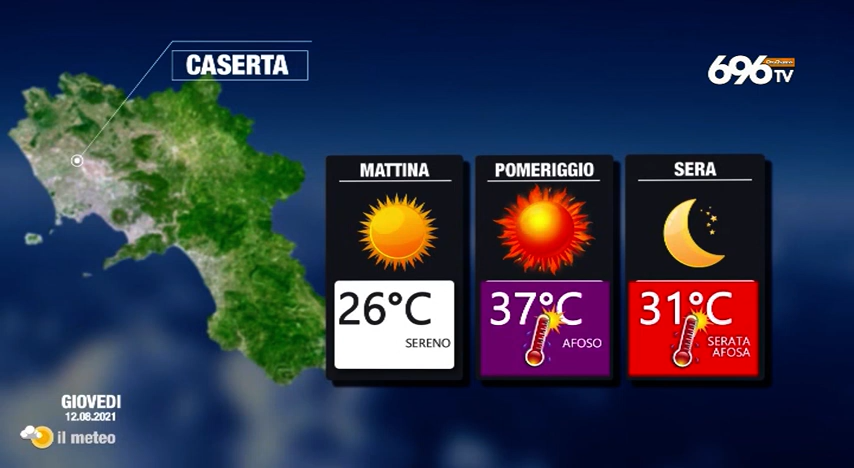 CASERTA
696
TV
MATTINA
26°C
SERENO
POMERIGGIO
37°C
AFOSO
SERA
31°C
SERATA
AFOSA
GIOVEDI
12.08.2021
il meteo